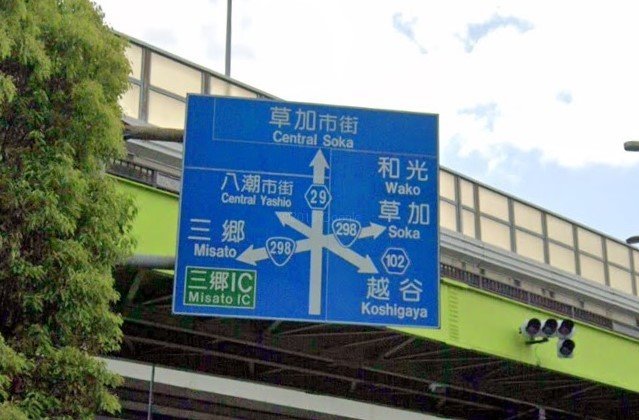 草加市街
Central Soka
八潮市街
Central Yashio
29
和光
Wako
草加
Soka
三郷
Misato
298
298
102
三郷IC
Misato IC
越谷
Koshigaya